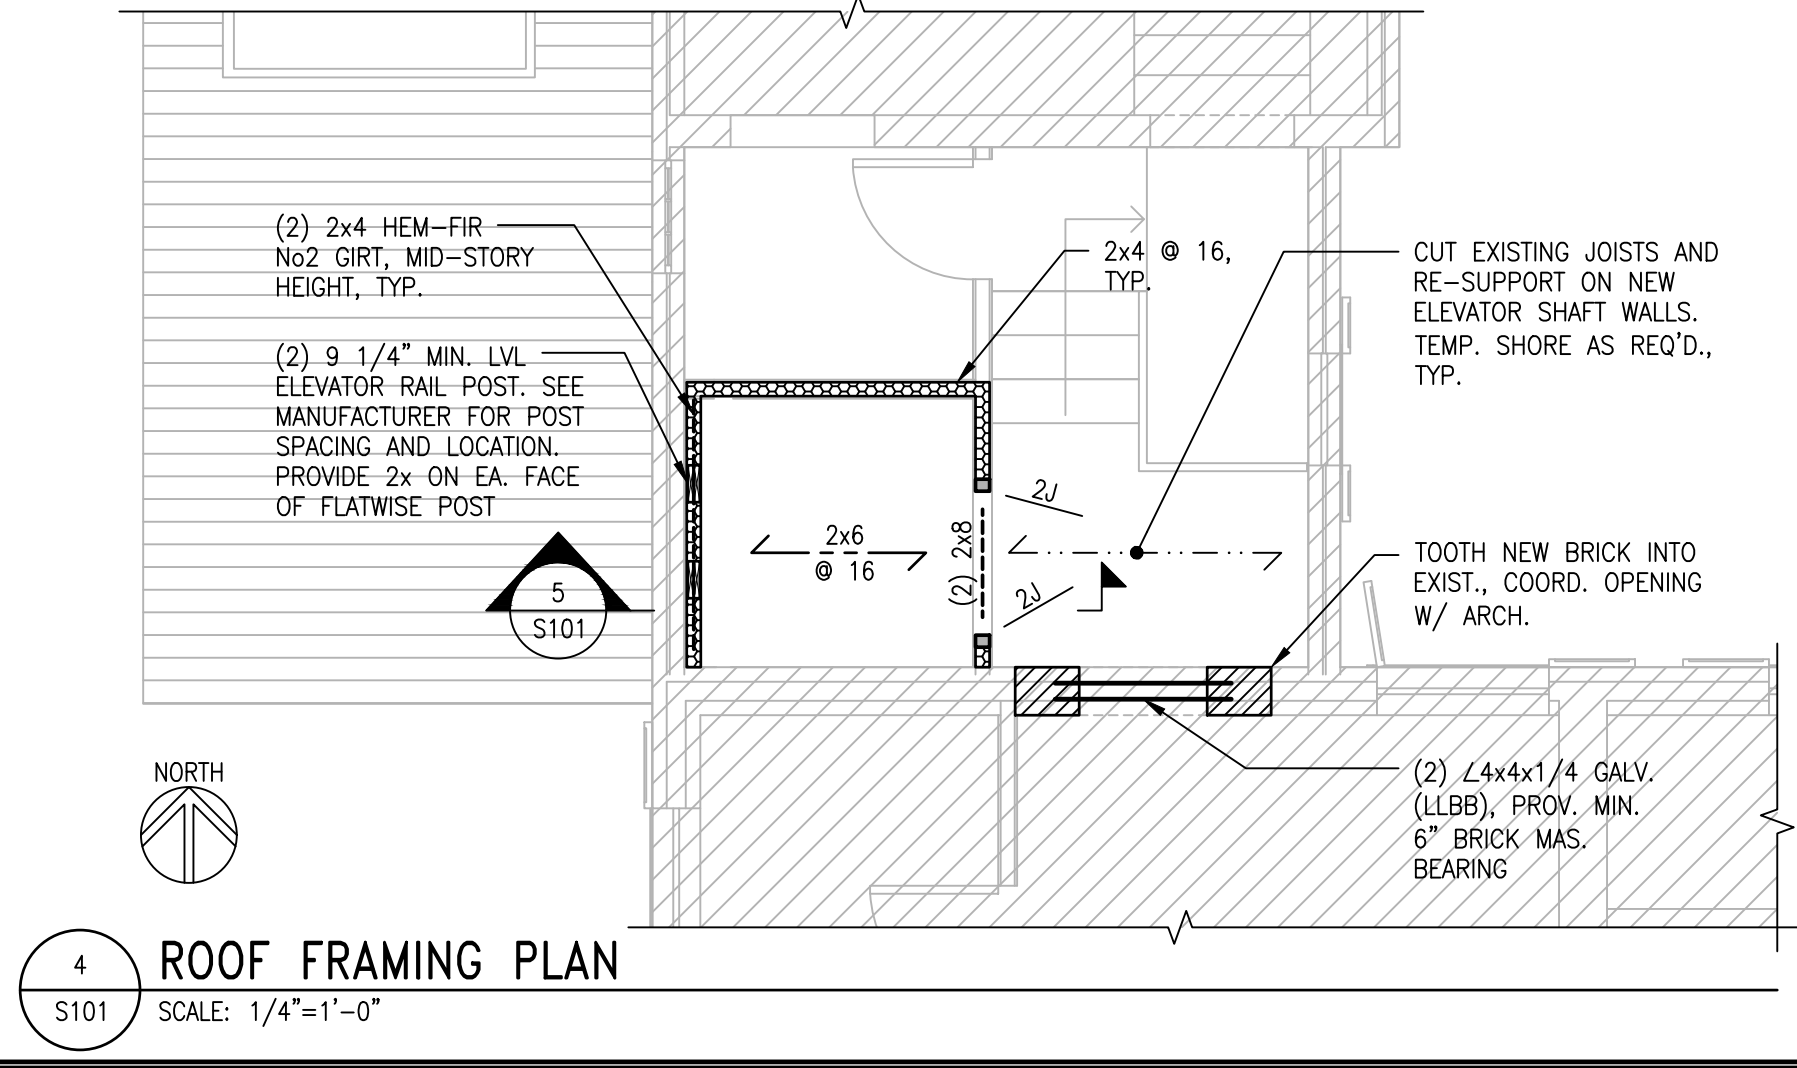 (2) 2x4 HEM-FIR
No2 GIRT, MID-STORY
HEIGHT, TYP.
(2) 9 1/4" MIN. LVL
ELEVATOR RAIL POST. SEE
MANUFACTURER FOR POST
SPACING AND LOCATION.
PROVIDE 2x ON EA. FACE
OF FLATWISE POST
5
S101
2x4 @ 16,
TYP.
CUT EXISTING JOISTS AND
RE-SUPPORT ON NEW
ELEVATOR SHAFT WALLS.
TEMP. SHORE AS REQ'D.,
TYP.
2J
2x6
@ 16
(2) 2x8
2J
TOOTH NEW BRICK INTO
EXIST., COORD. OPENING
W/ ARCH.
(2) ∠4x4x1/4 GALV.
(LLBB), PROV. MIN.
6" BRICK MAS.
BEARING
NORTH
4
S101
ROOF FRAMING PLAN
SCALE: 1/4"=1'-0"